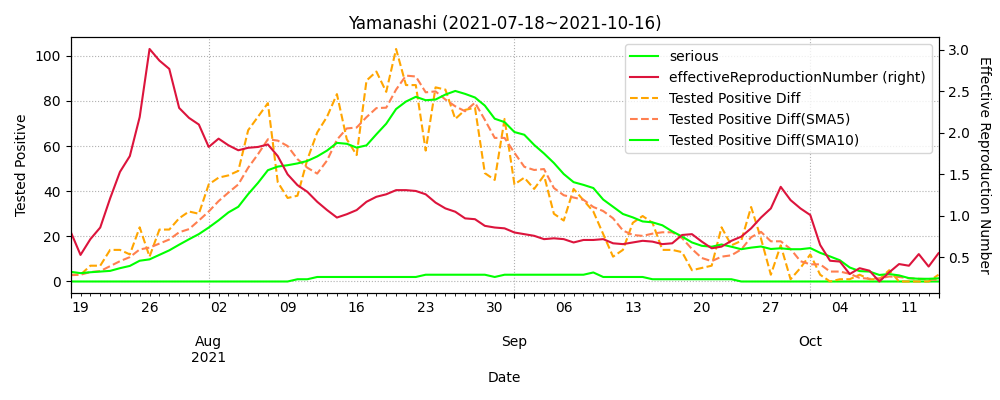 Yamanashi (2021-07-18~2021-10-16)
serious
effectiveReproductionNumber (right)
Tested Positive Diff
Tested Positive Diff(SMA5)
Tested Positive Diff(SMA10)
Tested Positive
100
80
60
40
20
0
3.0
2.5
2.0
1.5
1.0
0.5
Effective Reproduction Number
19 26 02 09 16 23 30 06 13 20 27 04 11
Aug Sep Oct
2021
Date